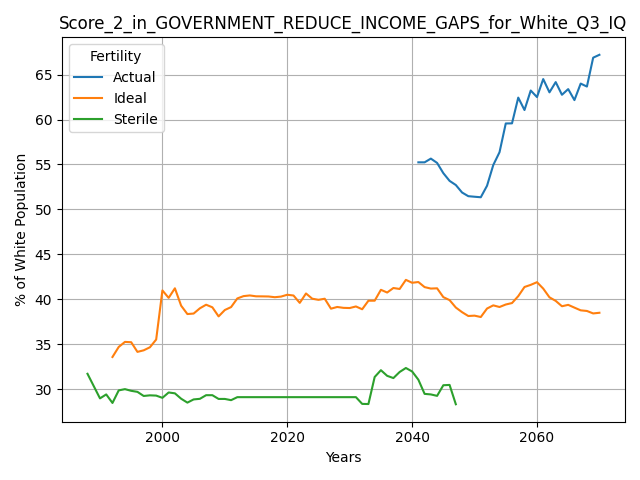 Score_2_in_GOVERNMENT_REDUCE_INCOME_GAPS_for_White_Q3_IQ
Fertility
Actual
Ideal
Sterile
% of White Population
65
60
55
50
45
40
35
30
2000
2020
2040
2060
Years